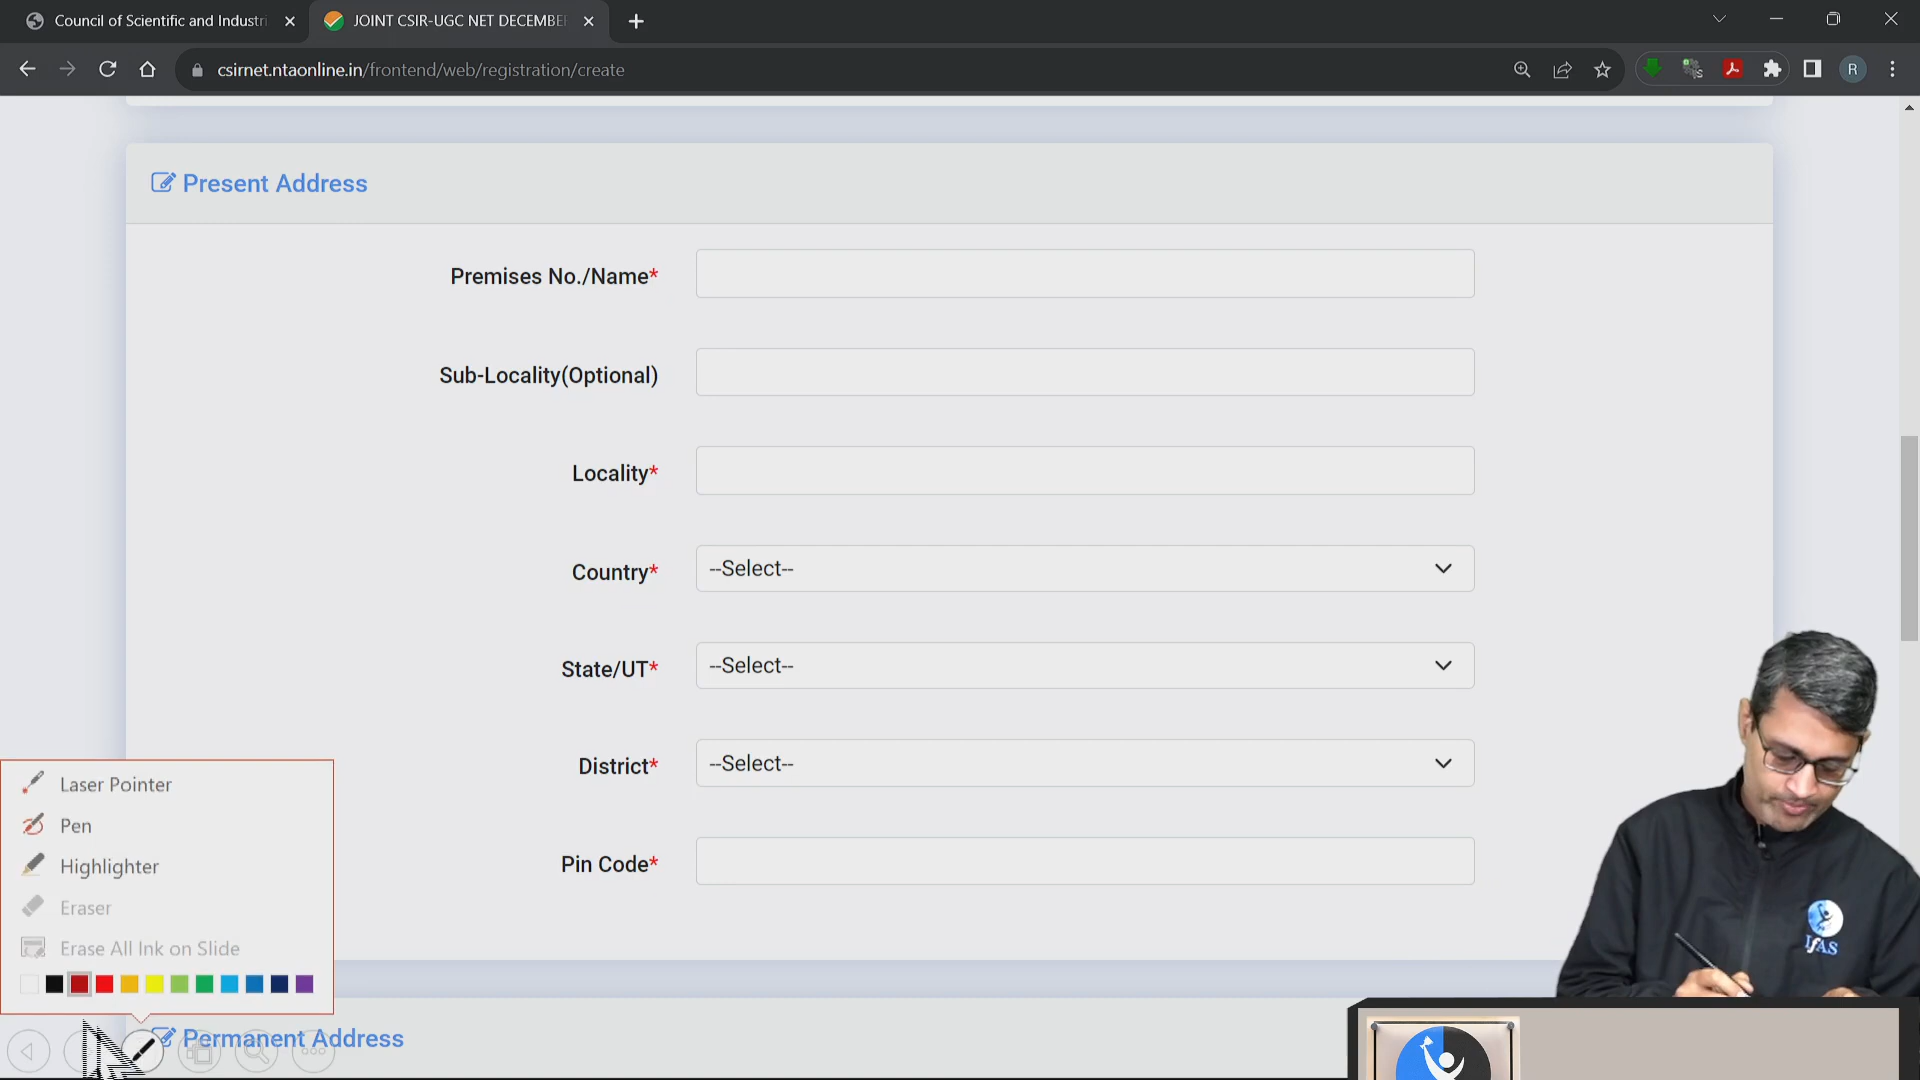 Council of Scientific and Industri
JOINT CSIR-UGC NET DECEMBE
csirnet.ntaonline.in/frontend/web/registration/create
R
Present Address
Premises No./Name*
Sub-Locality(Optional)
Locality*
Country*
--Select--
State/UT*
--Select--
District*
--Select--
Pin Code*
Laser Pointer
Pen
Highlighter
Eraser
Erase All Ink on Slide
IFAS
Permanent Address